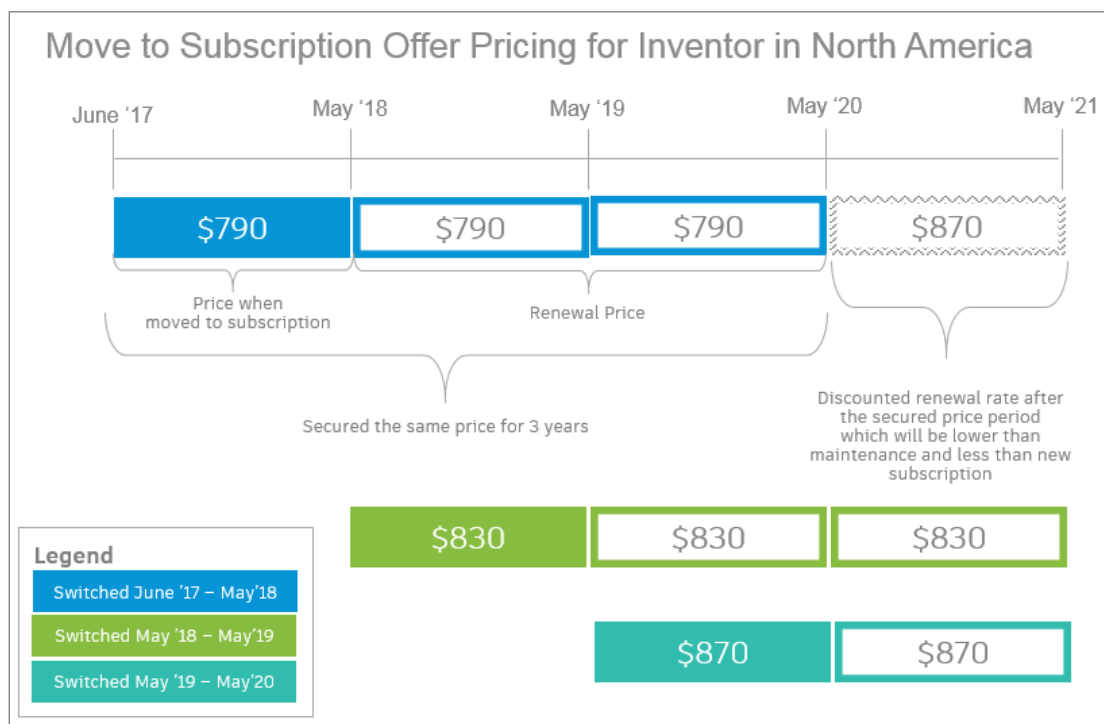 Move to Subscription Offer Pricing for Inventor in North America
June ‘17
May ‘18
May ‘19
May ‘20
May ‘21
$790
$790
$790
$870
Price when
moved to subscription
Renewal Price
Secured the same price for 3 years
Discounted renewal rate after
the secured price period
which will be lower than
maintenance and less than new
subscription
$830
$830
$830
Legend
Switched June ’17 – May’18
Switched May ’18 – May’19
Switched May ’19 – May’20
$870
$870